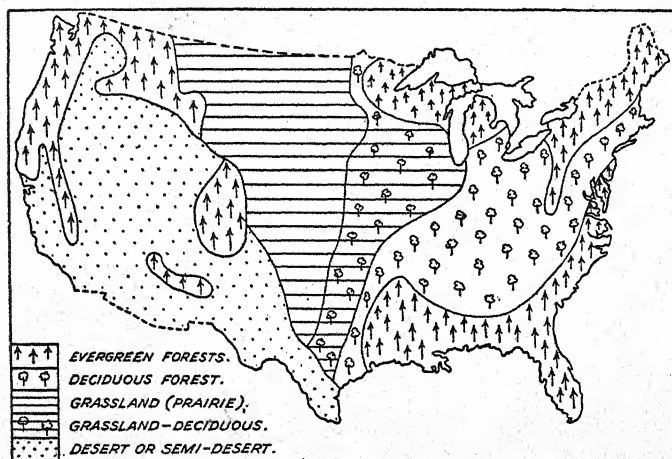 EVERGREEN FORESTS.
DECIDUOUS FOREST.
GRASSLAND (PRAIRIE).
GRASSLAND-DECIDUOUS.
DESERT OR SEMI-DESERT.